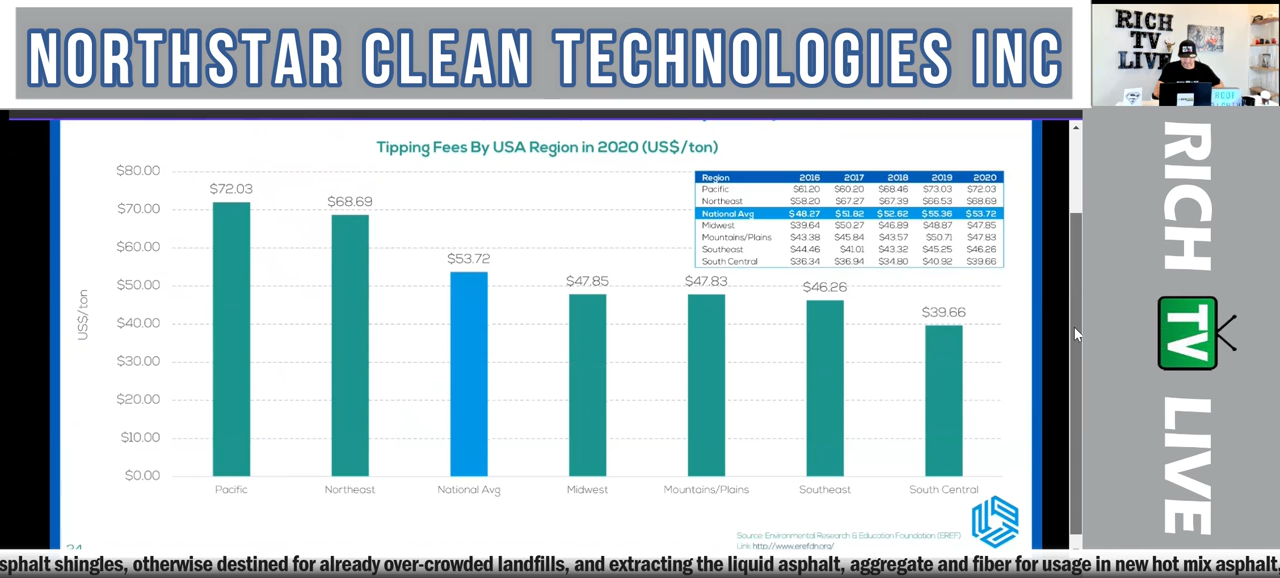 NORTHSTAR CLEAN TECHNOLOGIES INC
RICH
TV
LIVE
Tipping Fees By USA Region in 2020 (US$/ton)
$80.00
$70.00
$60.00
$50.00
$40.00
$30.00
$20.00
$10.00
$0.00
US$/ton
$72.03
$68.69
$53.72
$47.85
$47.83
$46.26
$39.66
Region 2016 2017 2018 2019 2020
Pacific $61.20 $60.20 $68.46 $73.03 $72.03
Northeast $58.20 $67.27 $67.39 $66.53 $68.69
National Avg $48.27 $51.82 $52.62 $55.36 $53.72
Midwest $39.64 $50.27 $46.89 $48.87 $47.85
Mountains/Plains $43.38 $45.84 $43.57 $50.71 $47.83
Southeast $44.46 $41.01 $43.32 $45.25 $46.26
South Central $36.34 $36.94 $34.80 $40.92 $39.66
Pacific Northeast National Avg Midwest Mountains/Plains Southeast South Central
Source: Environmental Research & Education Foundation (EREF)
Link: http://www.erefdn.org/
24
RICH TV LIVE
sphalt shingles, otherwise destined for already over-crowded landfills, and extracting the liquid asphalt, aggregate and fiber for usage in new hot mix asphalt.